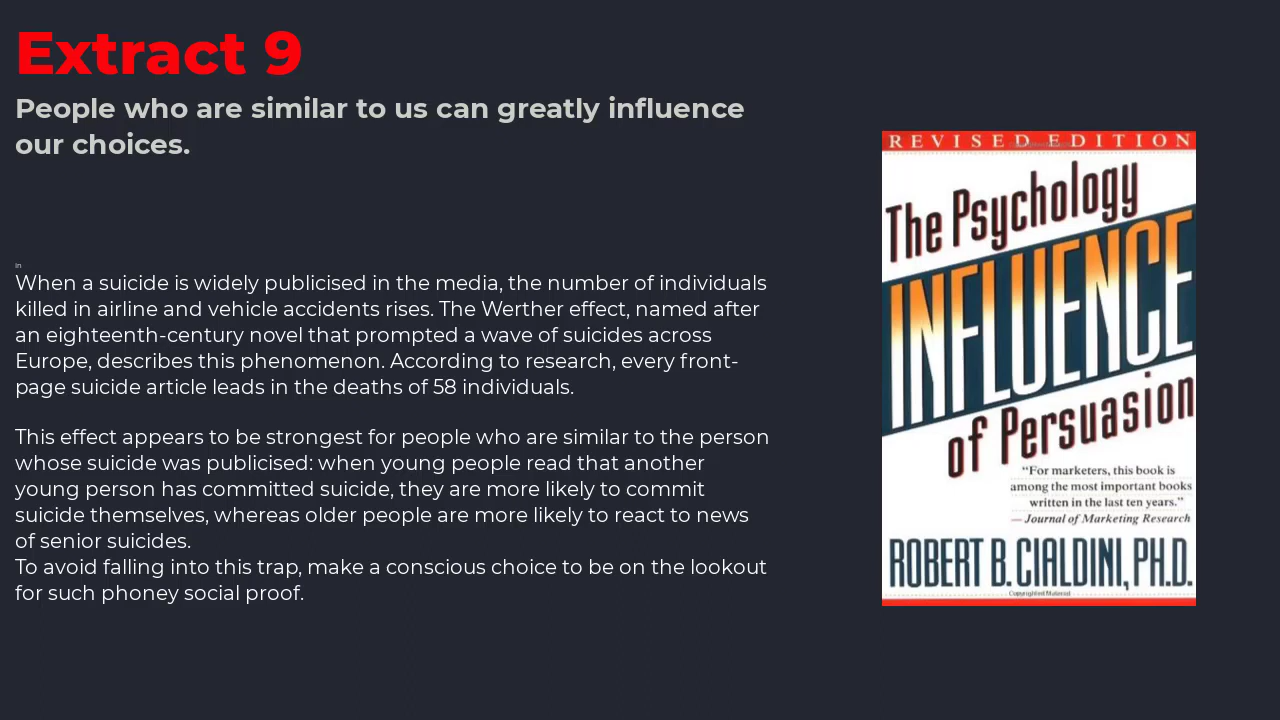 Extract 9
People who are similar to us can greatly influence
our choices.
in
When a suicide is widely publicised in the media, the number of individuals
killed in airline and vehicle accidents rises. The Werther effect, named after
an eighteenth-century novel that prompted a wave of suicides across
Europe, describes this phenomenon. According to research, every front-
page suicide article leads in the deaths of 58 individuals.
This effect appears to be strongest for people who are similar to the person
whose suicide was publicised: when young people read that another
young person has committed suicide, they are more likely to commit
suicide themselves, whereas older people are more likely to react to news
of senior suicides.
To avoid falling into this trap, make a conscious choice to be on the lookout
for such phoney social proof.
REVISED EDITION
The Psychology
INFLUENCE
of Persuasion
“For marketers, this book is
among the most important books
written in the last ten years.”
— Journal of Marketing Research
ROBERT B. CIALDINI, PH.D.
Copyrighted Material